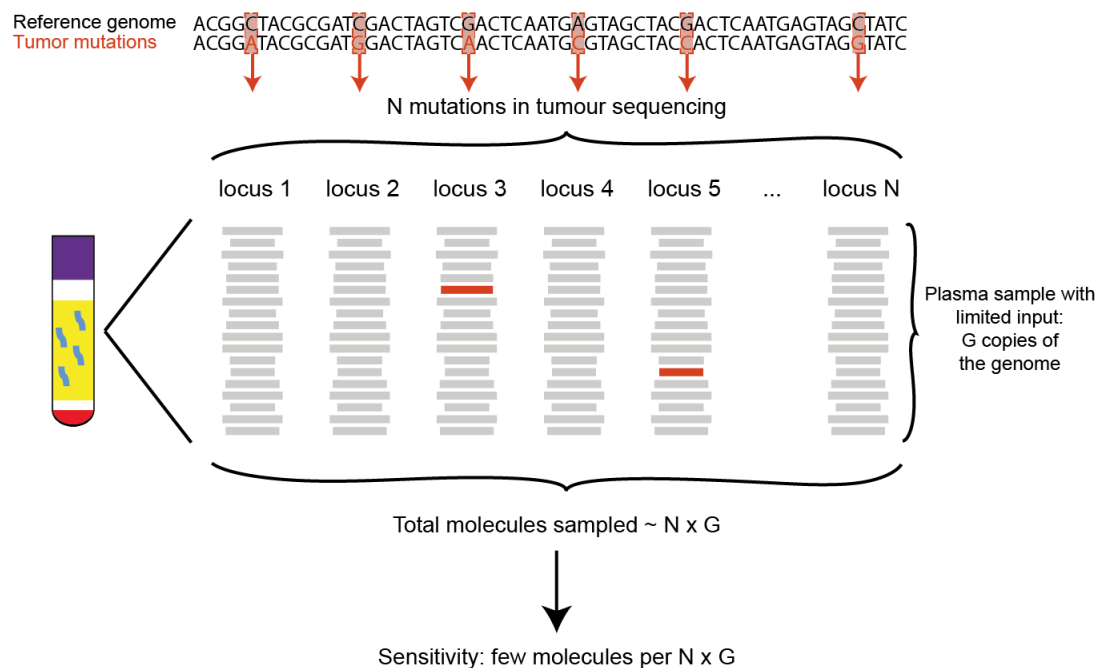 Reference genome ACGGCTACGCGATCGACTAGTCGACTCAATGAGTAGCTACGACTCAATGAGTAGCTATC
Tumor mutations ACGGATACGCGATGGACTAGTCAACTCAATGCGTAGCTACCACTCAATGAGTAGGTATC
N mutations in tumour sequencing
locus 1 locus 2 locus 3 locus 4 locus 5 ... locus N
Plasma sample with
limited input:
G copies of
the genome
Total molecules sampled ~ N x G
Sensitivity: few molecules per N x G